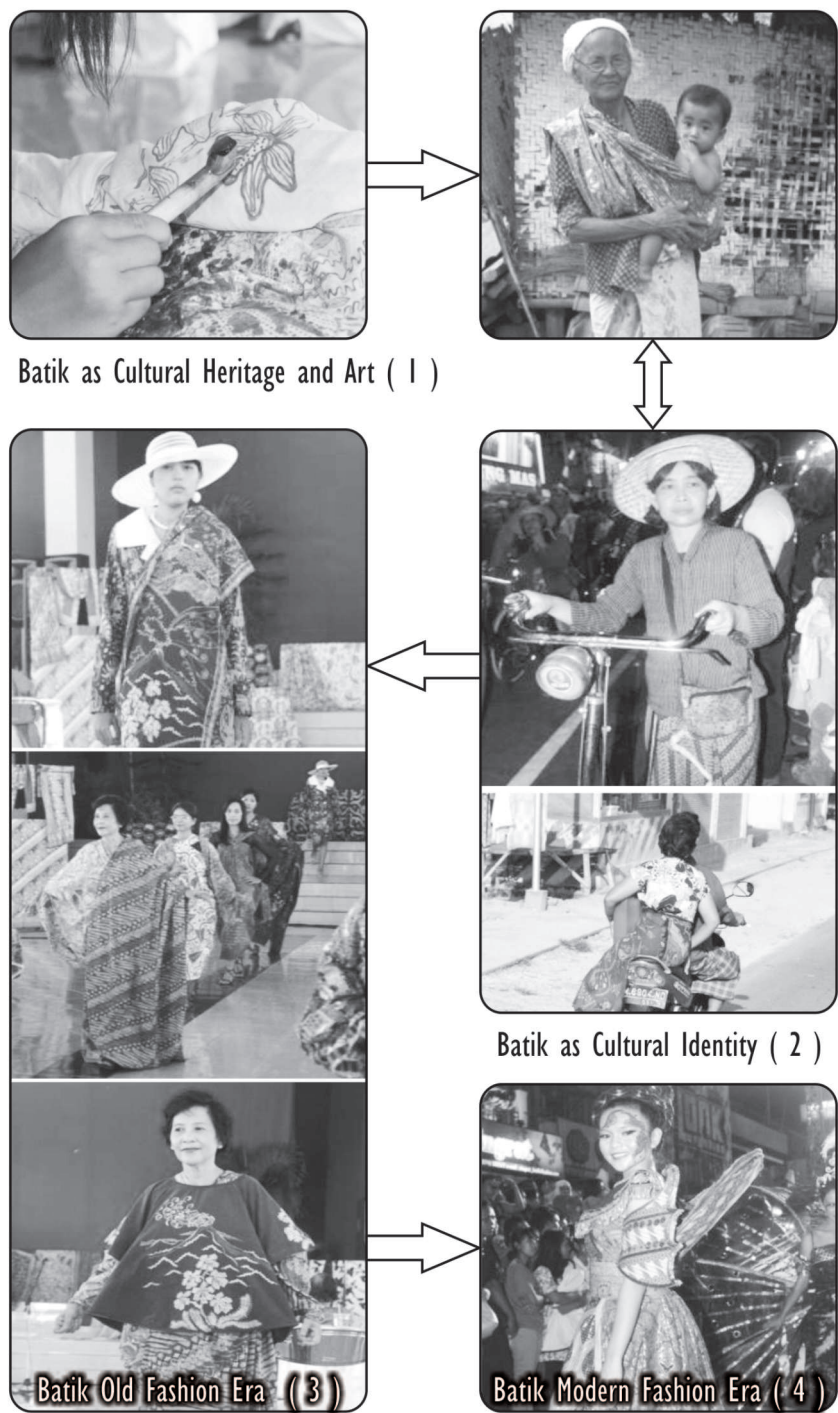 Batik as Cultural Heritage and Art ( 1 )
Batik as Cultural Identity ( 2 )
Batik Old Fashion Era ( 3 )
Batik Modern Fashion Era ( 4 )